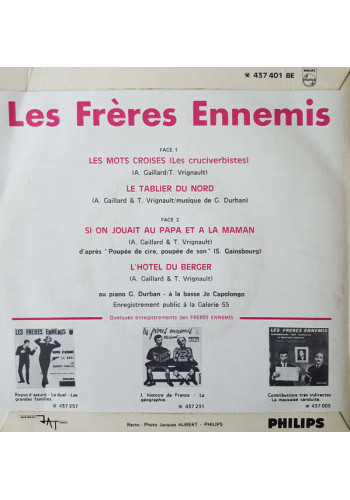 PHILIPS
✳ 437 401 BE
Les Frères Ennemis
FACE 1
LES MOTS CROISÉS (Les cruciverbistes)
(A. Gaillard/T. Vrignault)
LE TABLIER DU NORD
(A. Gaillard & T. Vrignault/musique de G. Durban)
FACE 2
SI ON JOUAIT AU PAPA ET A LA MAMAN
(A. Gaillard & T. Vrignault)
d'après "Poupée de cire, poupée de son" (S. Gainsbourg)
L'HOTEL DU BERGER
(A. Gaillard & T. Vrignault)
au piano G. Durban - à la basse Jo Capolongo
Enregistrement public à la Galerie 55
Quelques enregistrements des FRÈRES ENNEMIS
LES FRÈRES ENNEMIS
les frères ennemis
LES FRÈRES ENNEMIS
- Le duel - Les
grandes familles.
✳ 437 257
L'histoire de France - La
géographie
✳ 437 231
Contributions très indirectes
- La mauvaise conduite.
✳ 437 005
JAT
Recto : Photo Jacques AUBERT - PHILIPS
PHILIPS